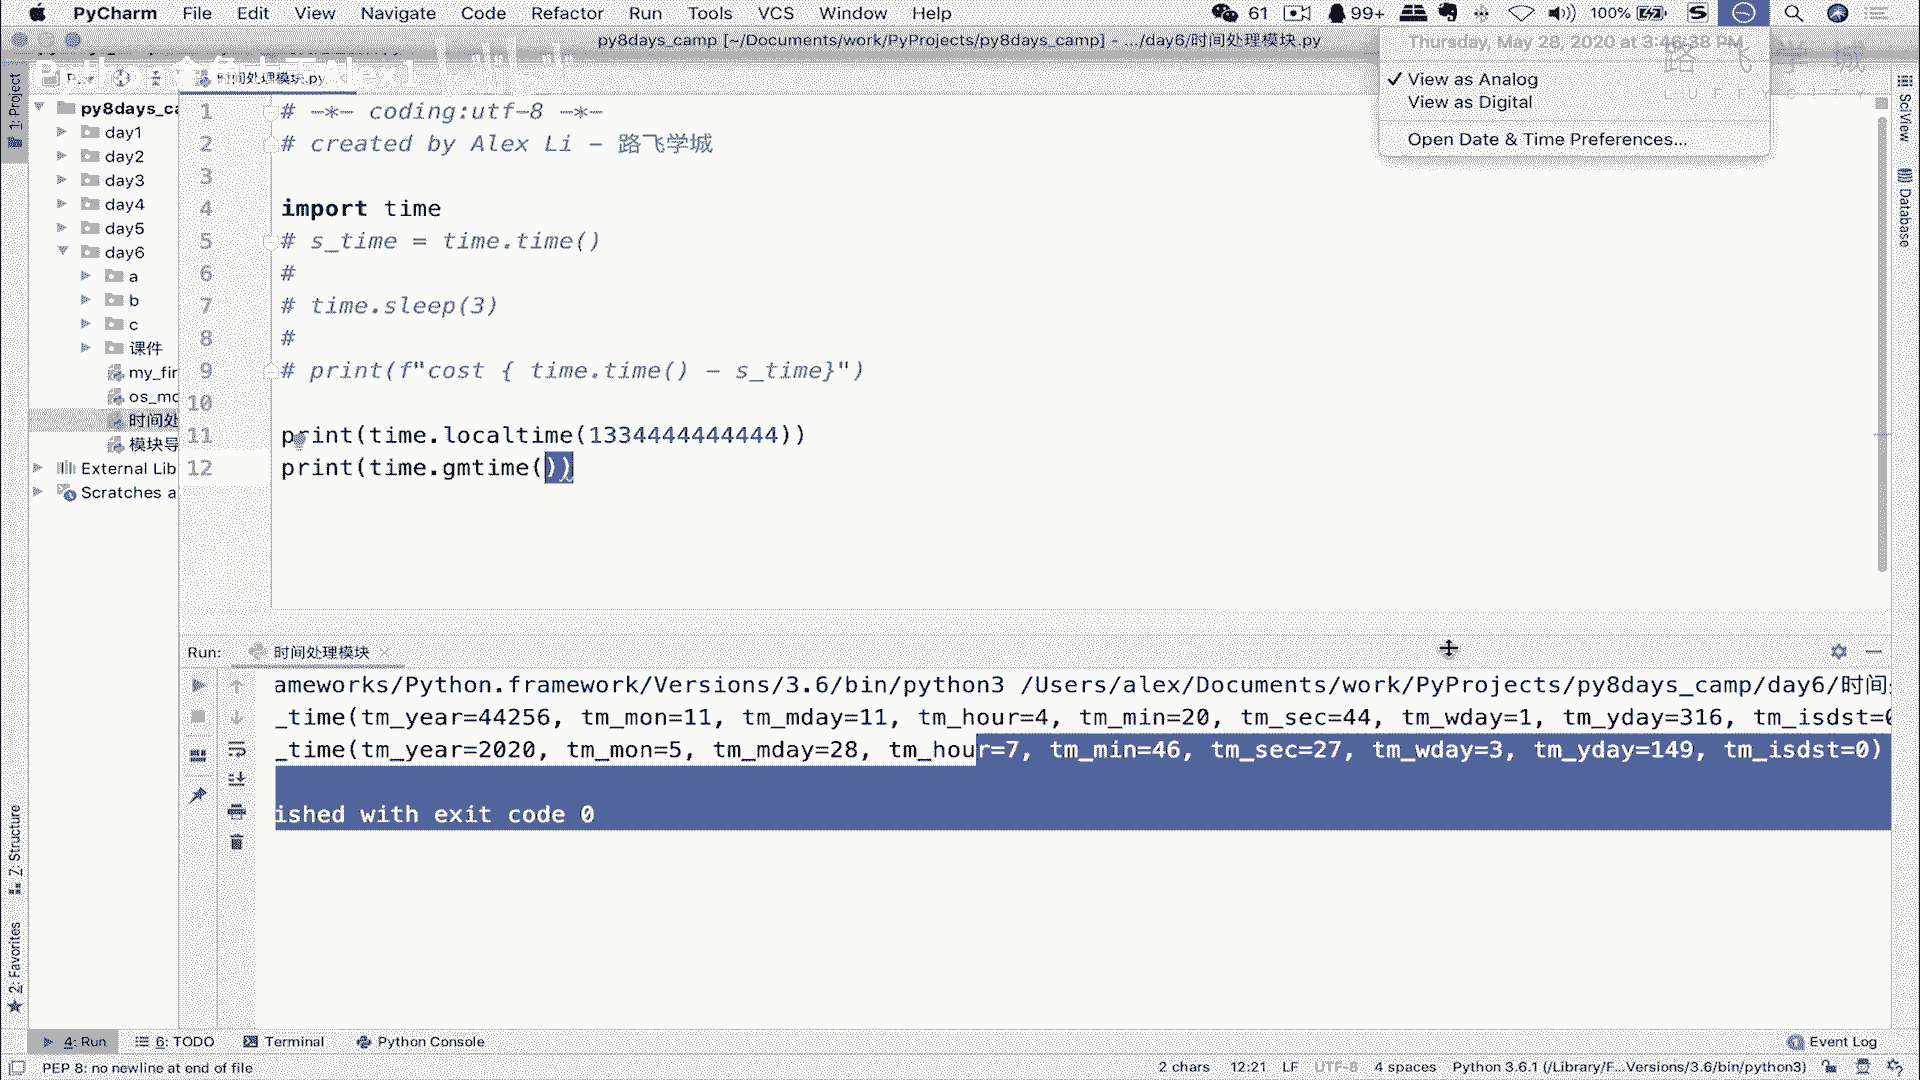 PyCharm File Edit View Navigate Code Refactor Run Tools VCS Window Help 61 99+ 100%
py8days_camp [~/Documents/work/PyProjects/py8days_camp] - .../day6/时间处理模块.py
Thursday, May 28, 2020 at 3:46:38 PM
View as Analog
View as Digital
Open Date & Time Preferences...
路飞学城
LUFFYCITY
时间处理模块.py
1: Project
py8days_ca
day1
day2
day3
day4
day5
day6
a
b
c
课件
my_fir
os_mo
时间处
模块导
External Lib
Scratches a
1 # -*- coding:utf-8 -*-
2 # created by Alex Li - 路飞学城
3
4 import time
5 # s_time = time.time()
6 #
7 # time.sleep(3)
8 #
9 # print(f"cost { time.time() - s_time}")
10
11 print(time.localtime(1334444444444))
12 print(time.gmtime())
SciView
Database
Run: 时间处理模块
ameworks/Python.framework/Versions/3.6/bin/python3 /Users/alex/Documents/work/PyProjects/py8days_camp/day6/时间
_time(tm_year=44256, tm_mon=11, tm_mday=11, tm_hour=4, tm_min=20, tm_sec=44, tm_wday=1, tm_yday=316, tm_isdst=0
_time(tm_year=2020, tm_mon=5, tm_mday=28, tm_hour=7, tm_min=46, tm_sec=27, tm_wday=3, tm_yday=149, tm_isdst=0)
ished with exit code 0
7: Structure
2: Favorites
4: Run 6: TODO Terminal Python Console Event Log
PEP 8: no newline at end of file 2 chars 12:21 LF UTF-8 4 spaces Python 3.6.1 (/Library/F...Versions/3.6/bin/python3)